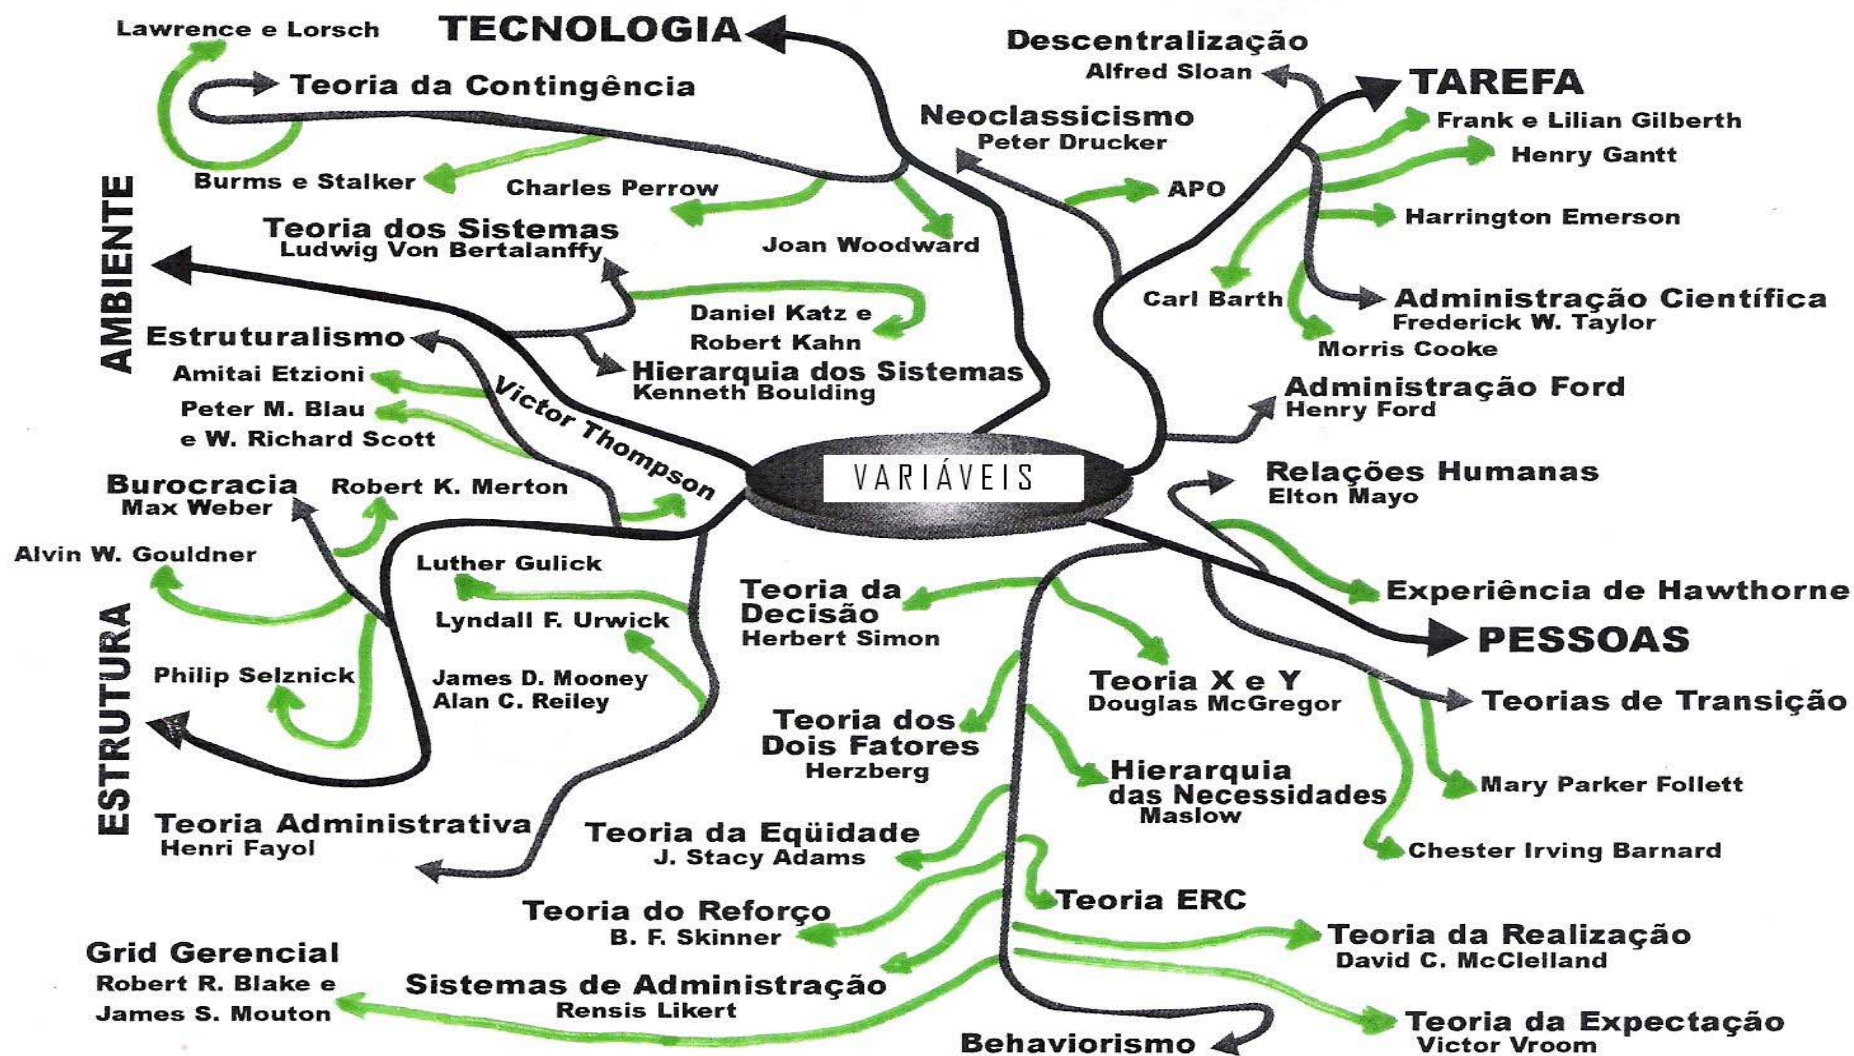 Lawrence e Lorsch
TECNOLOGIA
Teoria da Contingência
Burms e Stalker
Charles Perrow
Joan Woodward
AMBIENTE
Teoria dos Sistemas
Ludwig Von Bertalanffy
Daniel Katz e
Robert Kahn
Hierarquia dos Sistemas
Kenneth Boulding
Descentralização
Alfred Sloan
Neoclassicismo
Peter Drucker
APO
TAREFA
Frank e Lilian Gilberth
Henry Gantt
Harrington Emerson
Carl Barth
Administração Científica
Frederick W. Taylor
Morris Cooke
Administração Ford
Henry Ford
VARIÁVEIS
Estruturalismo
Amitai Etzioni
Peter M. Blau
e W. Richard Scott
Victor Thompson
Burocracia
Max Weber
Robert K. Merton
Alvin W. Gouldner
Philip Selznick
ESTRUTURA
Luther Gulick
Lyndall F. Urwick
James D. Mooney
Alan C. Reiley
Teoria Administrativa
Henri Fayol
Relações Humanas
Elton Mayo
Experiência de Hawthorne
PESSOAS
Teorias de Transição
Mary Parker Follett
Chester Irving Barnard
Teoria da
Decisão
Herbert Simon
Teoria X e Y
Douglas McGregor
Teoria dos
Dois Fatores
Herzberg
Hierarquia
das Necessidades
Maslow
Teoria da Eqüidade
J. Stacy Adams
Teoria ERC
Teoria do Reforço
B. F. Skinner
Teoria da Realização
David C. McClelland
Sistemas de Administração
Rensis Likert
Grid Gerencial
Robert R. Blake e
James S. Mouton
Teoria da Expectação
Victor Vroom
Behaviorismo